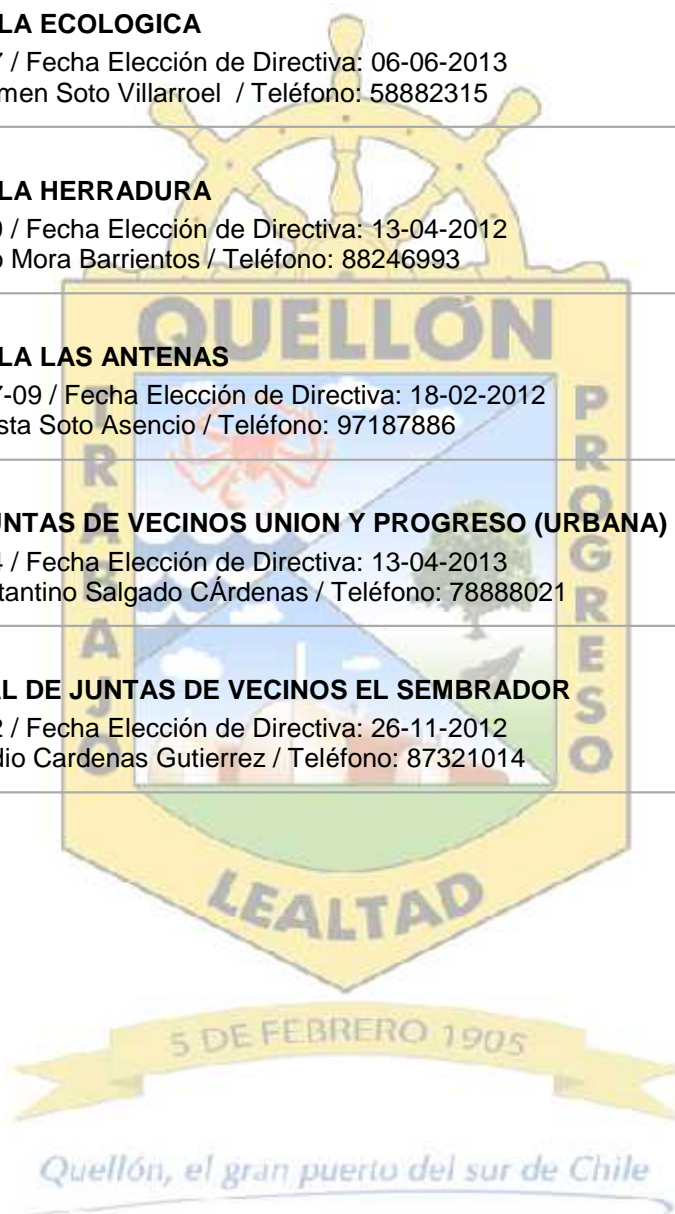 LA ECOLOGICA
7 / Fecha Elección de Directiva: 06-06-2013
men Soto Villarroel / Teléfono: 58882315
LA HERRADURA
0 / Fecha Elección de Directiva: 13-04-2012
o Mora Barrientos / Teléfono: 88246993
QUELLÓN
LA LAS ANTENAS
7-09 / Fecha Elección de Directiva: 18-02-2012
sta Soto Asencio / Teléfono: 97187886
TRABAJO
PROGRESO
UNTAS DE VECINOS UNION Y PROGRESO (URBANA)
4 / Fecha Elección de Directiva: 13-04-2013
tantino Salgado CÁrdenas / Teléfono: 78888021
AL DE JUNTAS DE VECINOS EL SEMBRADOR
2 / Fecha Elección de Directiva: 26-11-2012
dio Cardenas Gutierrez / Teléfono: 87321014
LEALTAD
5 DE FEBRERO 1905
Quellón, el gran puerto del sur de Chile